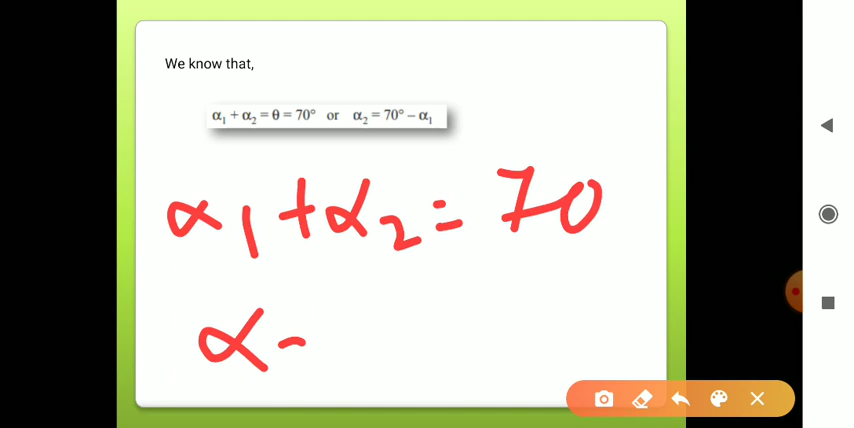 We know that,
α₁ + α₂ = θ = 70° or α₂ = 70° – α₁
α₁ + α₂ = 70
α